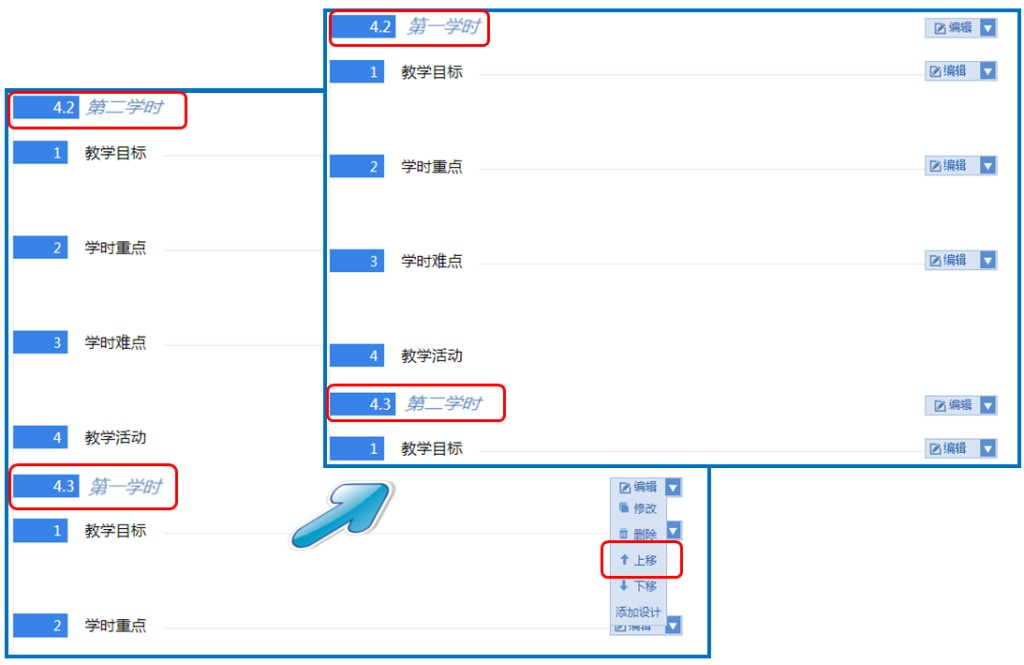 4.2 第二学时
1 教学目标
2 学时重点
3 学时难点
4 教学活动
4.3 第一学时 编辑
修改
1 教学目标
删除
上移
下移
添加设计
2 学时重点 编辑
4.2 第一学时 编辑
1 教学目标 编辑
2 学时重点 编辑
3 学时难点 编辑
4 教学活动
4.3 第二学时 编辑
1 教学目标 编辑